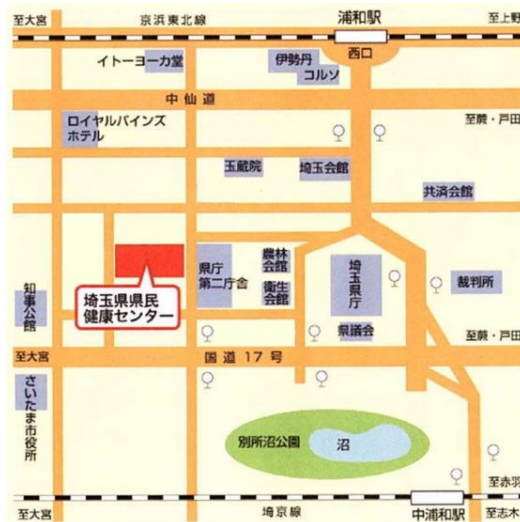 至大宮
京浜東北線
浦和駅
至上野
西口
イトーヨーカ堂
伊勢丹
コルソ
中仙道
ロイヤルパインズ
ホテル
至蕨・戸田
玉蔵院
埼玉会館
共済会館
県庁
第二庁舎
農林
会館
衛生
会館
埼玉県庁
裁判所
知事公館
埼玉県県民
健康センター
県議会
至蕨・戸田
至大宮
国道17号
さいたま市役所
別所沼公園
沼
至赤羽
至大宮
埼京線
中浦和駅
至志木